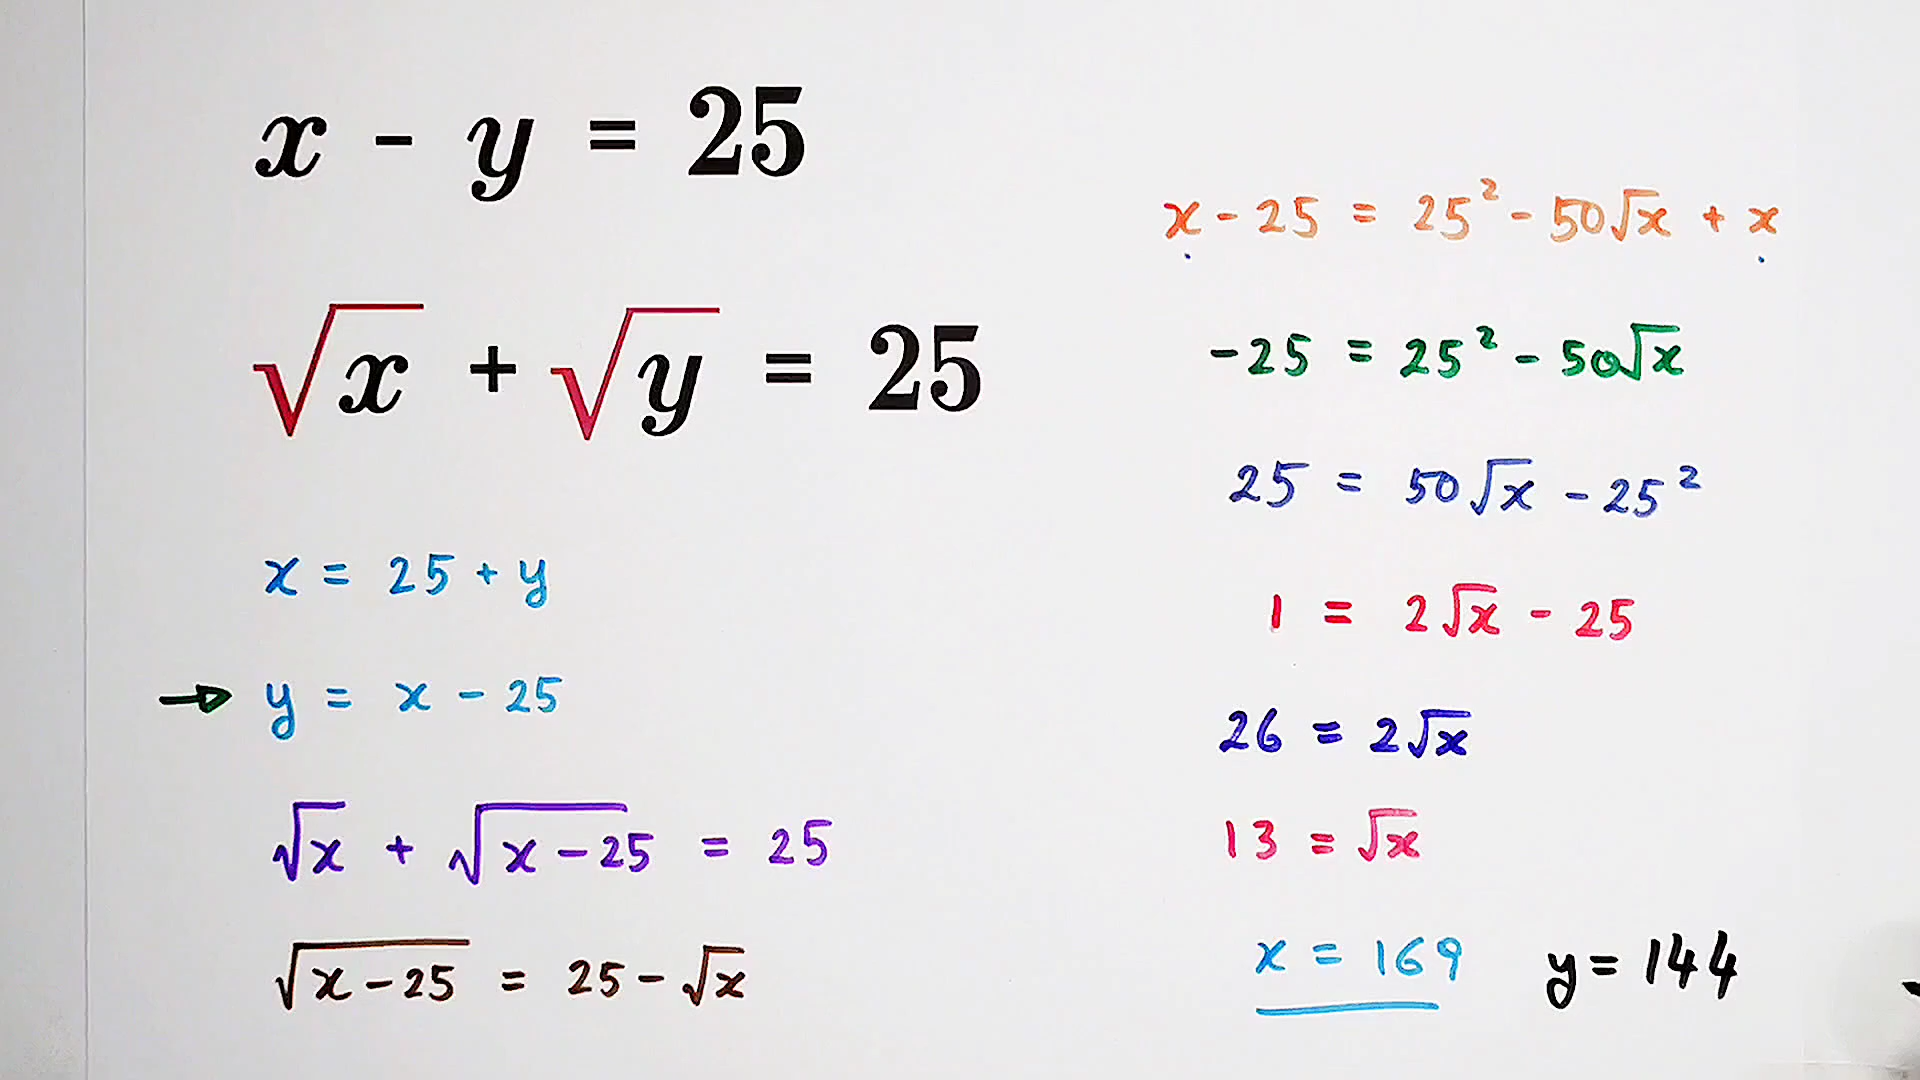 x - y = 25
√x + √y = 25
x = 25 + y
y = x - 25
√x + √(x-25) = 25
√(x-25) = 25 - √x
x - 25 = 25² - 50√x + x
-25 = 25² - 50√x
25 = 50√x - 25²
1 = 2√x - 25
26 = 2√x
13 = √x
x = 169 y = 144